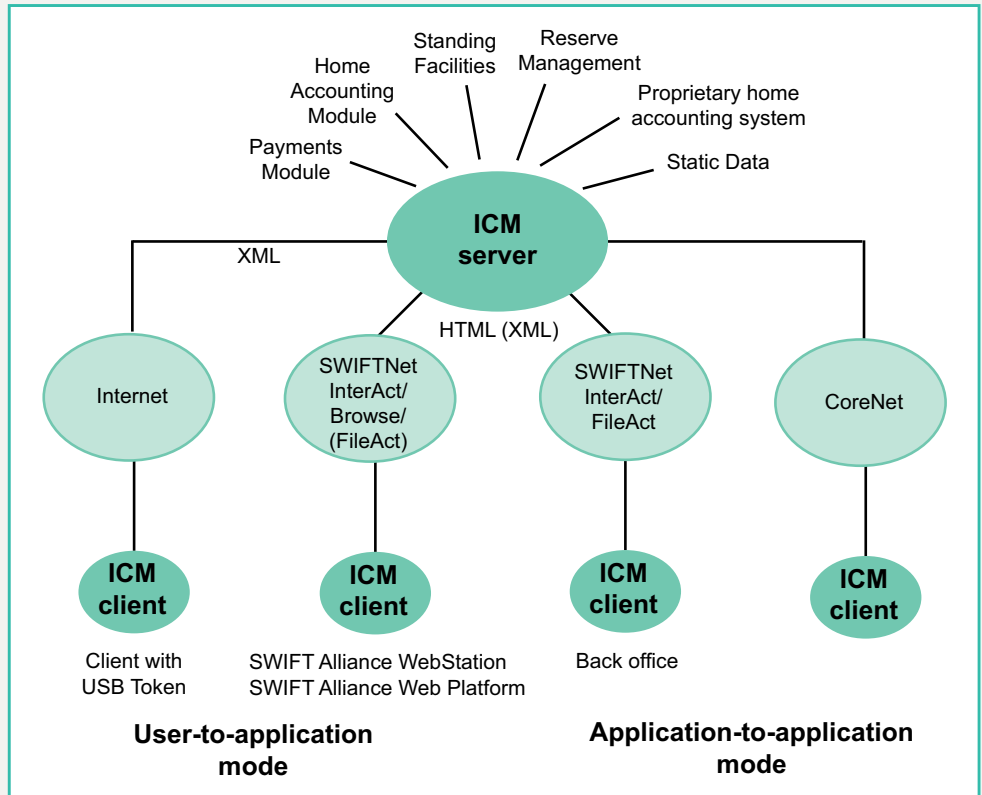 Standing
Facilities
Reserve
Management
Home
Accounting
Module
Proprietary home
accounting system
Payments
Module
Static Data
ICM
server
XML
HTML (XML)
Internet
SWIFTNet
InterAct/
Browse/
(FileAct)
SWIFTNet
InterAct/
FileAct
CoreNet
ICM
client
ICM
client
ICM
client
ICM
client
Client with
USB Token
SWIFT Alliance WebStation
SWIFT Alliance Web Platform
Back office
User-to-application
mode
Application-to-application
mode